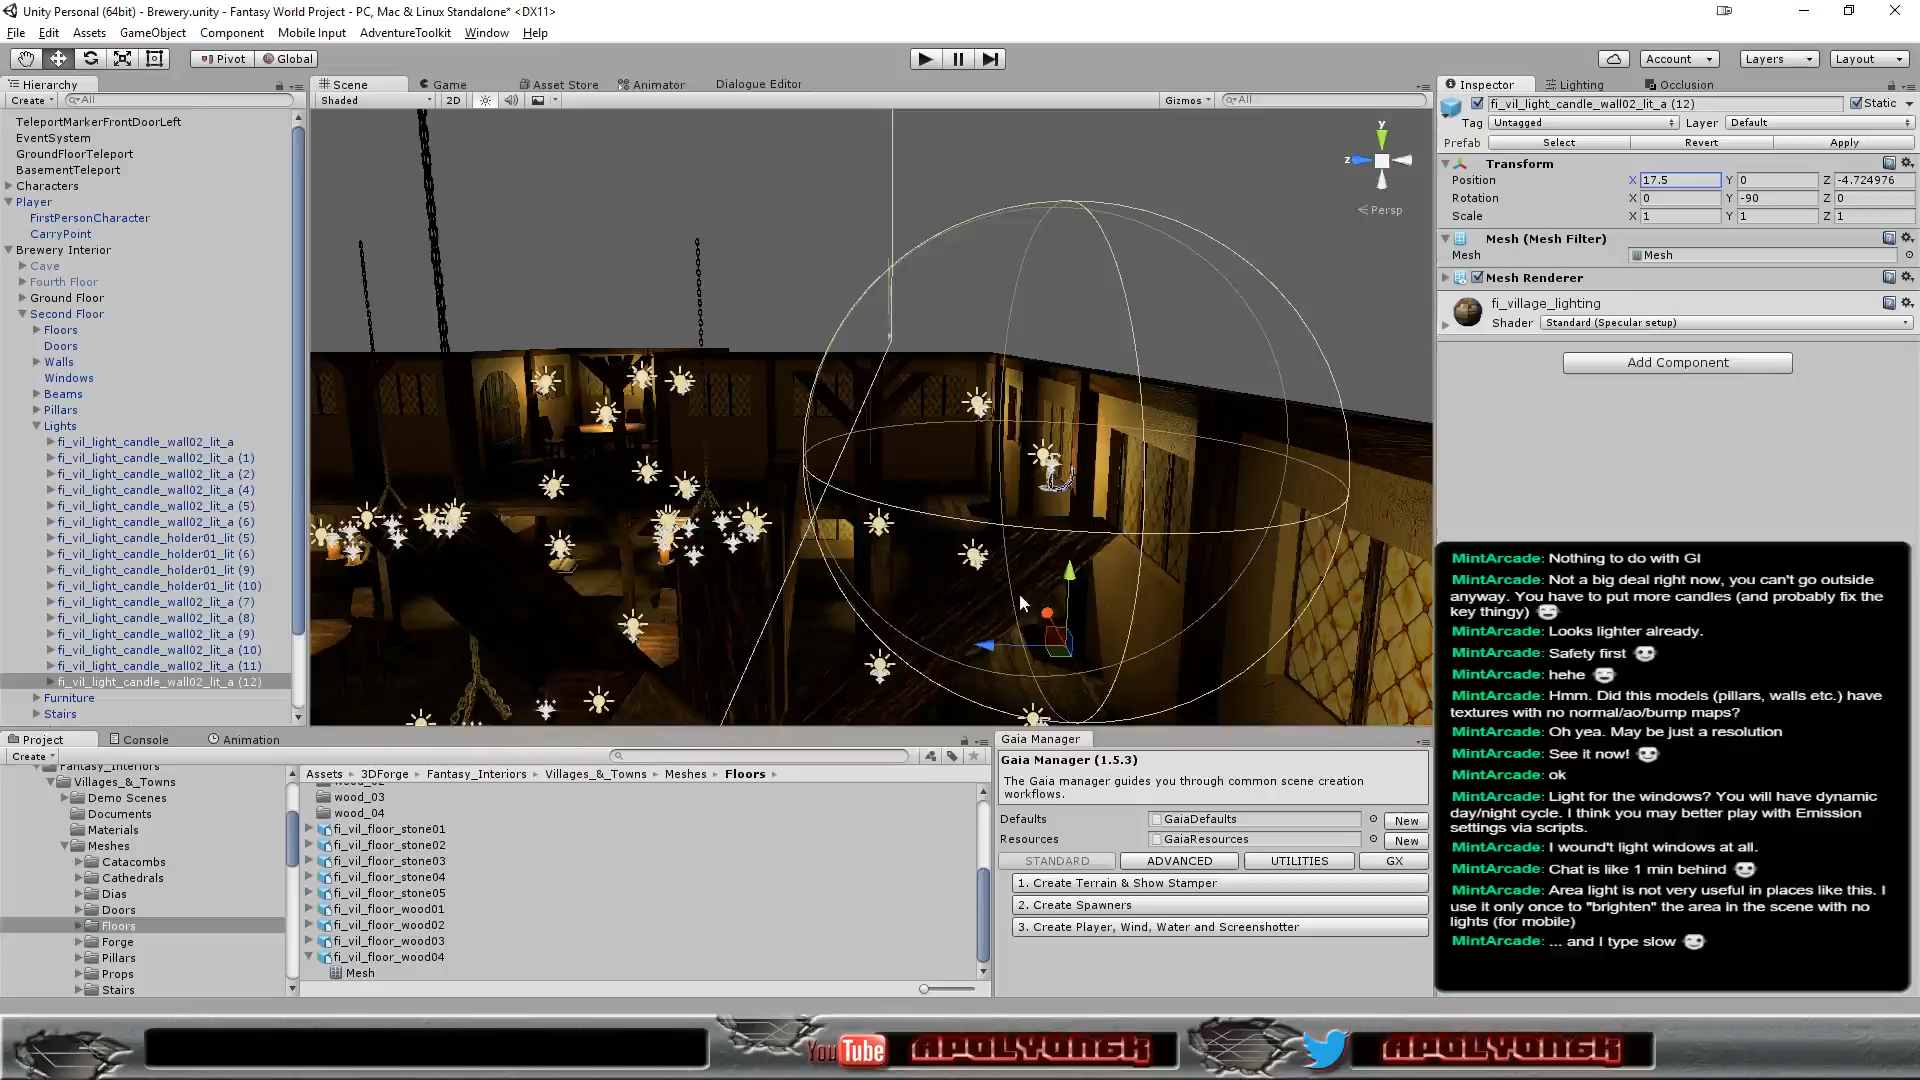 Unity Personal (64bit) - Brewery.unity - Fantasy World Project - PC, Mac & Linux Standalone* <DX11>
File Edit Assets GameObject Component Mobile Input AdventureToolkit Window Help
Pivot Global Account Layers Layout
Hierarchy
Create All
TeleportMarkerFrontDoorLeft
EventSystem
GroundFloorTeleport
BasementTeleport
Characters
Player
FirstPersonCharacter
CarryPoint
Brewery Interior
Cave
Fourth Floor
Ground Floor
Second Floor
Floors
Doors
Walls
Windows
Beams
Pillars
Lights
fi_vil_light_candle_wall02_lit_a
fi_vil_light_candle_wall02_lit_a (1)
fi_vil_light_candle_wall02_lit_a (2)
fi_vil_light_candle_wall02_lit_a (4)
fi_vil_light_candle_wall02_lit_a (5)
fi_vil_light_candle_wall02_lit_a (6)
fi_vil_light_candle_holder01_lit (5)
fi_vil_light_candle_holder01_lit (6)
fi_vil_light_candle_holder01_lit (9)
fi_vil_light_candle_holder01_lit (10)
fi_vil_light_candle_wall02_lit_a (7)
fi_vil_light_candle_wall02_lit_a (8)
fi_vil_light_candle_wall02_lit_a (9)
fi_vil_light_candle_wall02_lit_a (10)
fi_vil_light_candle_wall02_lit_a (11)
fi_vil_light_candle_wall02_lit_a (12)
Furniture
Stairs
Scene Game Asset Store Animator Dialogue Editor
Shaded 2D Gizmos All
y
z
Persp
Inspector Lighting Occlusion
fi_vil_light_candle_wall02_lit_a (12) Static
Tag Untagged Layer Default
Prefab Select Revert Apply
Transform
Position X 17.5 Y 0 Z -4.724976
Rotation X 0 Y -90 Z 0
Scale X 1 Y 1 Z 1
Mesh (Mesh Filter)
Mesh Mesh
Mesh Renderer
fi_village_lighting
Shader Standard (Specular setup)
Add Component
MintArcade: Nothing to do with GI
MintArcade: Not a big deal right now, you can't go outside
anyway. You have to put more candles (and probably fix the
key thingy)
MintArcade: Looks lighter already.
MintArcade: Safety first
MintArcade: hehe
MintArcade: Hmm. Did this models (pillars, walls etc.) have
textures with no normal/ao/bump maps?
MintArcade: Oh yea. May be just a resolution
MintArcade: See it now!
MintArcade: ok
MintArcade: Light for the windows? You will have dynamic
day/night cycle. I think you may better play with Emission
settings via scripts.
MintArcade: I wound't light windows at all.
MintArcade: Chat is like 1 min behind
MintArcade: Area light is not very useful in places like this. I
use it only once to "brighten" the area in the scene with no
lights (for mobile)
MintArcade: ... and I type slow
Project Console Animation
Create
Fantasy_Interiors
Villages_&_Towns
Demo Scenes
Documents
Materials
Meshes
Catacombs
Cathedrals
Dias
Doors
Floors
Forge
Pillars
Props
Stairs
Assets Fantasy_Interiors 3DForge Villages_&_Towns Meshes Floors
wood_03
wood_04
fi_vil_floor_stone01
fi_vil_floor_stone02
fi_vil_floor_stone03
fi_vil_floor_stone04
fi_vil_floor_stone05
fi_vil_floor_wood01
fi_vil_floor_wood02
fi_vil_floor_wood03
fi_vil_floor_wood04
Mesh
Gaia Manager
Gaia Manager (1.5.3)
The Gaia manager guides you through common scene creation
workflows.
Defaults GaiaDefaults New
Resources GaiaResources New
STANDARD ADVANCED UTILITIES GX
1. Create Terrain & Show Stamper
2. Create Spawners
3. Create Player, Wind, Water and Screenshotter
YouTube APOLYONGK APOLYONGK